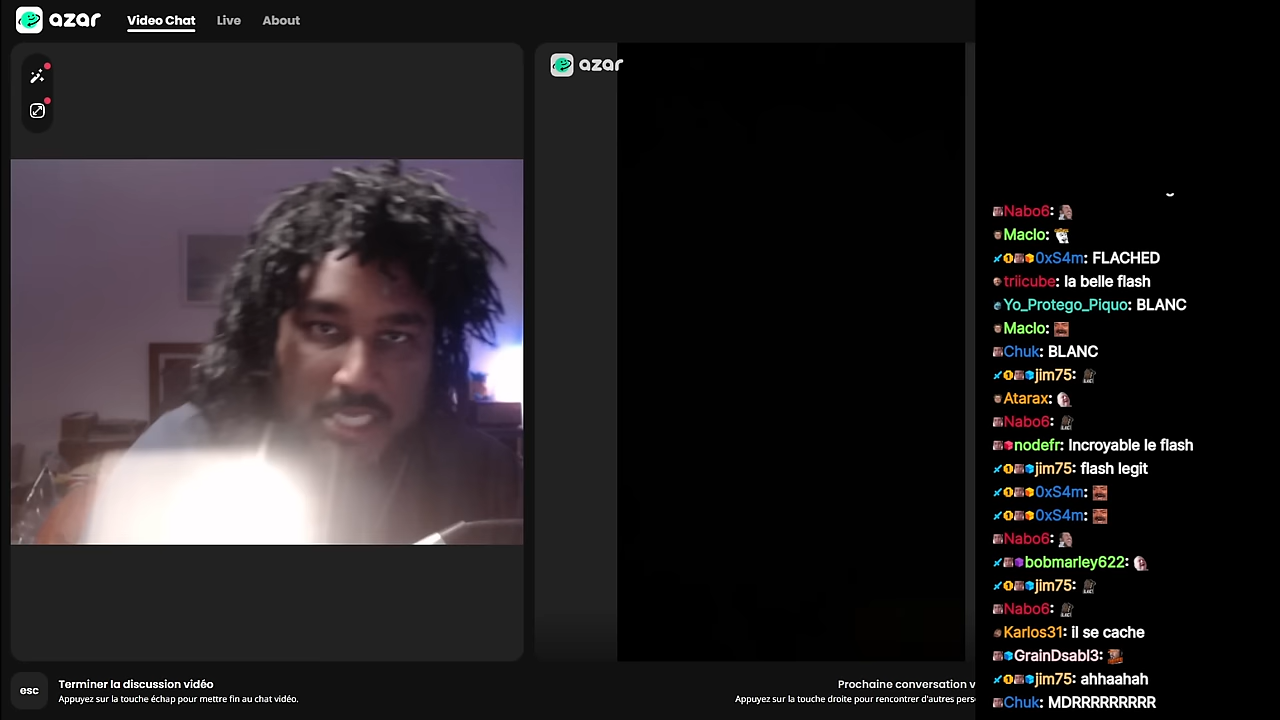 azar
Video Chat
Live
About
azar
Nabo6:
Maclo:
0xS4m: FLACHED
triicube: la belle flash
Yo_Protego_Piquo: BLANC
Maclo:
Chuk: BLANC
jim75:
Atarax:
Nabo6:
nodefr: Incroyable le flash
jim75: flash legit
0xS4m:
0xS4m:
Nabo6:
bobmarley622:
jim75:
Nabo6:
Karlos31: il se cache
GrainDsabl3:
jim75: ahhaahah
Chuk: MDRRRRRRRRR
esc
Terminer la discussion vidéo
Appuyez sur la touche échap pour mettre fin au chat vidéo.
Prochaine conversation v
Appuyez sur la touche droite pour rencontrer d'autres pers